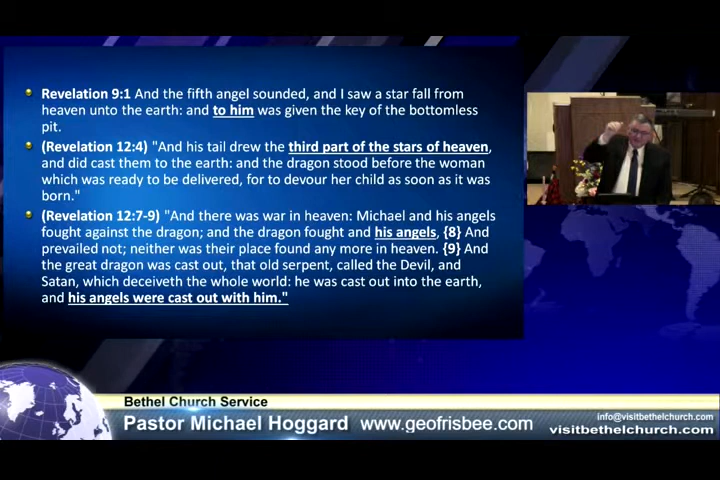 Revelation 9:1 And the fifth angel sounded, and I saw a star fall from
heaven unto the earth: and to him was given the key of the bottomless
pit.
(Revelation 12:4) "And his tail drew the third part of the stars of heaven,
and did cast them to the earth: and the dragon stood before the woman
which was ready to be delivered, for to devour her child as soon as it was
born."
(Revelation 12:7-9) "And there was war in heaven: Michael and his angels
fought against the dragon; and the dragon fought and his angels, {8} And
prevailed not; neither was their place found any more in heaven. {9} And
the great dragon was cast out, that old serpent, called the Devil, and
Satan, which deceiveth the whole world: he was cast out into the earth,
and his angels were cast out with him."
Bethel Church Service
Pastor Michael Hoggard www.geofrisbee.com
info@visitbethelchurch.com
visitbethelchurch.com